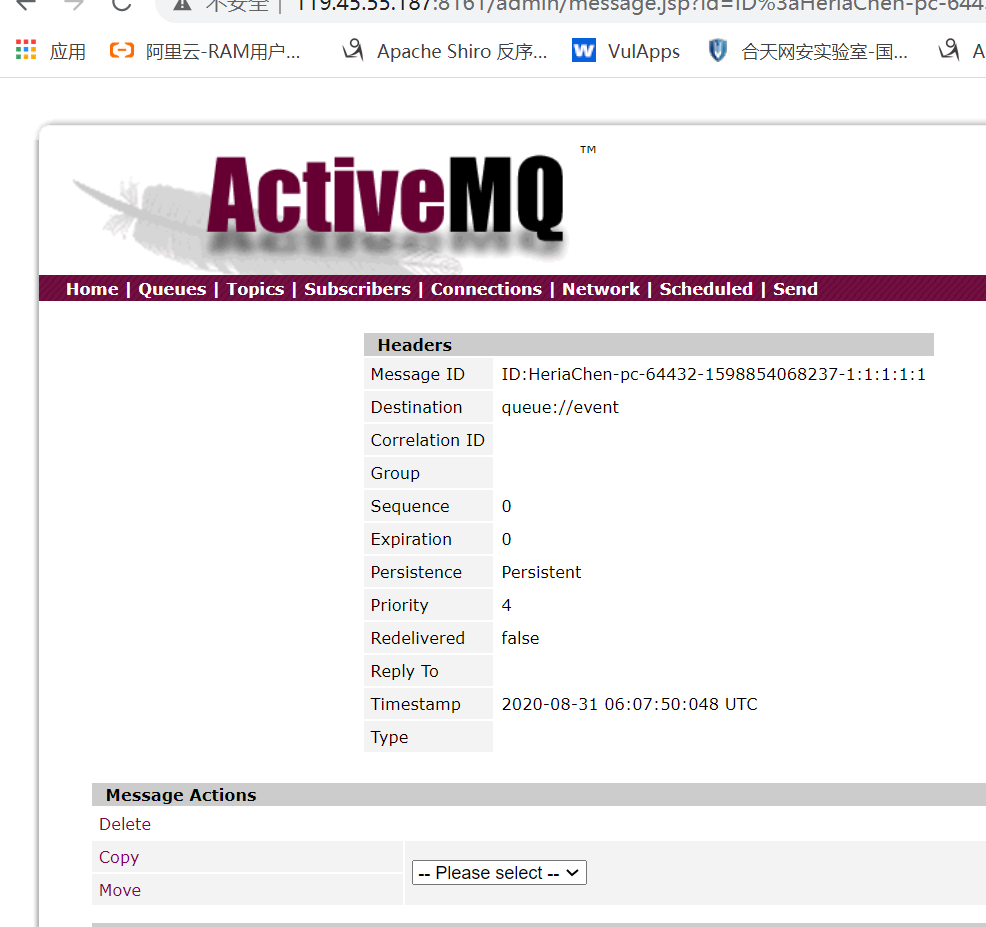 不安全 | 119.45.55.187:8161/admin/message.jsp?id=ID%3aHeriaChen-pc-644
应用 阿里云-RAM用户... Apache Shiro 反序... VulApps 合天网安实验室-国... A
ActiveMQ TM
Home | Queues | Topics | Subscribers | Connections | Network | Scheduled | Send
Headers
Message ID ID:HeriaChen-pc-64432-1598854068237-1:1:1:1:1
Destination queue://event
Correlation ID
Group
Sequence 0
Expiration 0
Persistence Persistent
Priority 4
Redelivered false
Reply To
Timestamp 2020-08-31 06:07:50:048 UTC
Type
Message Actions
Delete
Copy
-- Please select --
Move